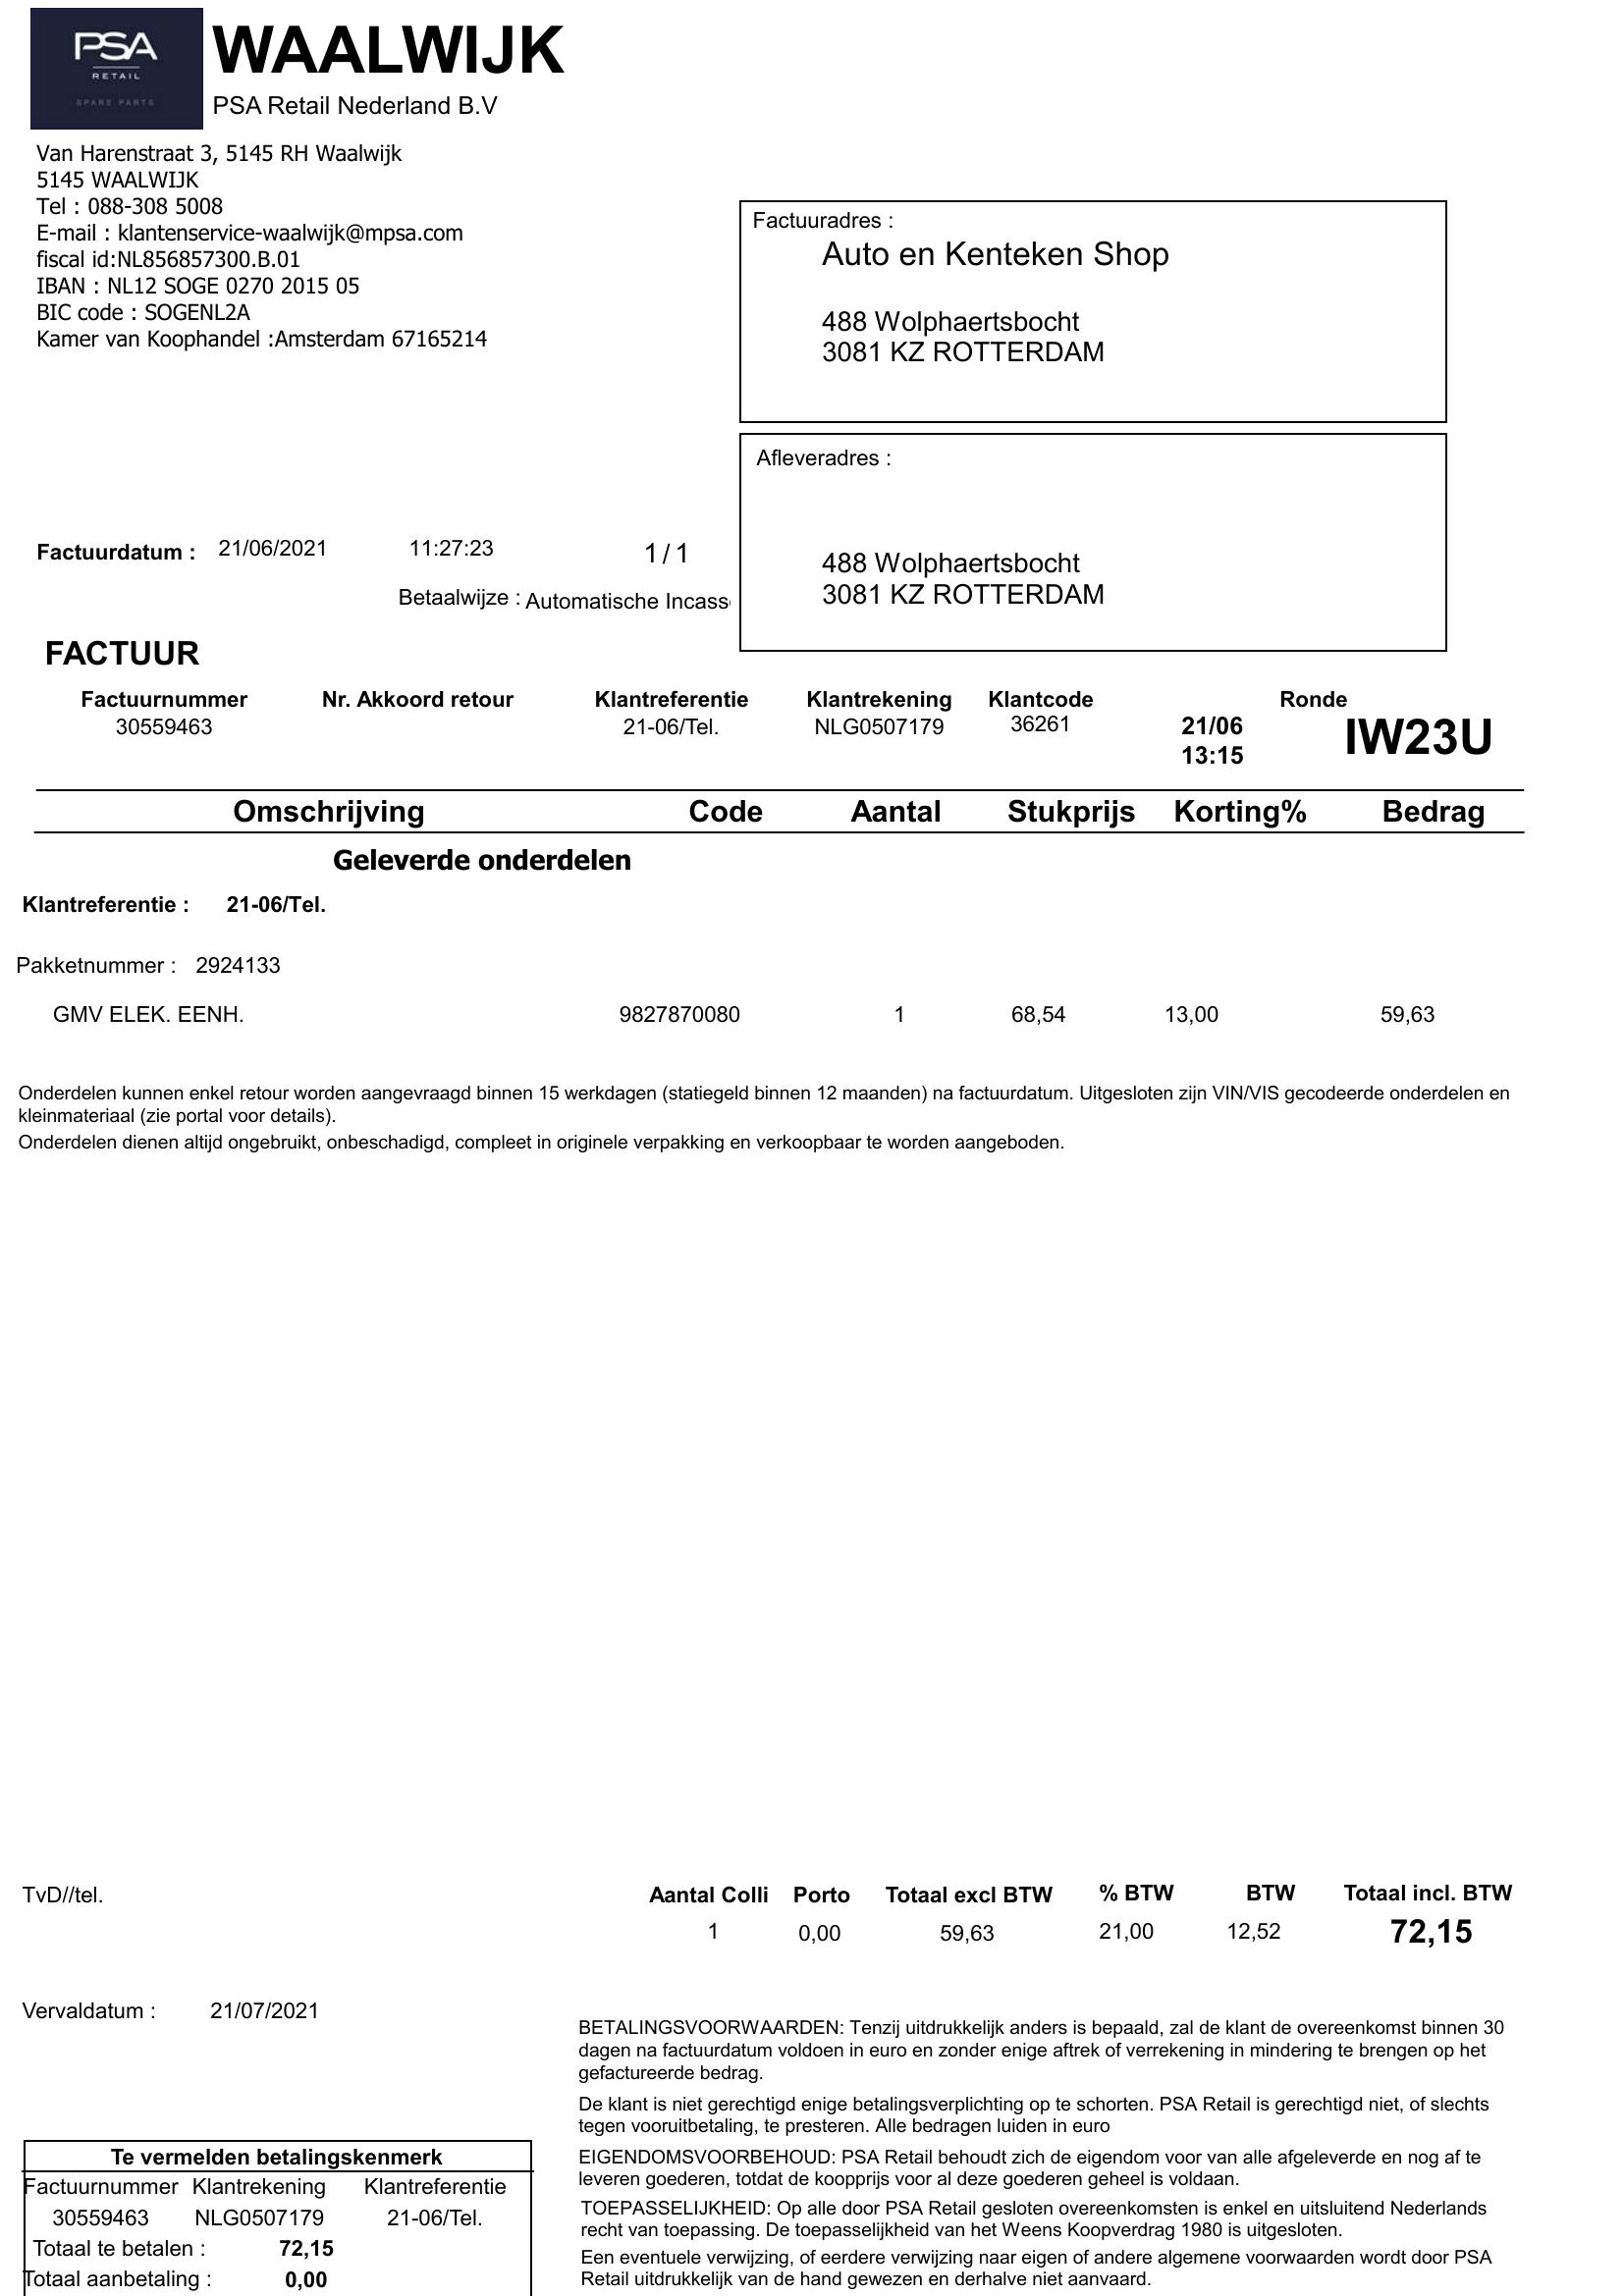 PSA
RETAIL
SPARE PARTS
WAALWIJK
PSA Retail Nederland B.V
Van Harenstraat 3, 5145 RH Waalwijk
5145 WAALWIJK
Tel : 088-308 5008
E-mail : klantenservice-waalwijk@mpsa.com
fiscal id:NL856857300.B.01
IBAN : NL12 SOGE 0270 2015 05
BIC code : SOGENL2A
Kamer van Koophandel :Amsterdam 67165214
Factuuradres :
Auto en Kenteken Shop
488 Wolphaertsbocht
3081 KZ ROTTERDAM
Afleveradres :
488 Wolphaertsbocht
3081 KZ ROTTERDAM
Factuurdatum : 21/06/2021 11:27:23 1 / 1
Betaalwijze : Automatische Incass
FACTUUR
Factuurnummer Nr. Akkoord retour Klantreferentie Klantrekening Klantcode Ronde
30559463 21-06/Tel. NLG0507179 36261 21/06 IW23U
13:15
Omschrijving Code Aantal Stukprijs Korting% Bedrag
Geleverde onderdelen
Klantreferentie : 21-06/Tel.
Pakketnummer : 2924133
GMV ELEK. EENH. 9827870080 1 68,54 13,00 59,63
Onderdelen kunnen enkel retour worden aangevraagd binnen 15 werkdagen (statiegeld binnen 12 maanden) na factuurdatum. Uitgesloten zijn VIN/VIS gecodeerde onderdelen en
kleinmateriaal (zie portal voor details).
Onderdelen dienen altijd ongebruikt, onbeschadigd, compleet in originele verpakking en verkoopbaar te worden aangeboden.
TvD//tel.
Aantal Colli Porto Totaal excl BTW % BTW BTW Totaal incl. BTW
1 0,00 59,63 21,00 12,52 72,15
Vervaldatum : 21/07/2021
BETALINGSVOORWAARDEN: Tenzij uitdrukkelijk anders is bepaald, zal de klant de overeenkomst binnen 30
dagen na factuurdatum voldoen in euro en zonder enige aftrek of verrekening in mindering te brengen op het
gefactureerde bedrag.
De klant is niet gerechtigd enige betalingsverplichting op te schorten. PSA Retail is gerechtigd niet, of slechts
tegen vooruitbetaling, te presteren. Alle bedragen luiden in euro
EIGENDOMSVOORBEHOUD: PSA Retail behoudt zich de eigendom voor van alle afgeleverde en nog af te
leveren goederen, totdat de koopprijs voor al deze goederen geheel is voldaan.
TOEPASSELIJKHEID: Op alle door PSA Retail gesloten overeenkomsten is enkel en uitsluitend Nederlands
recht van toepassing. De toepasselijkheid van het Weens Koopverdrag 1980 is uitgesloten.
Een eventuele verwijzing, of eerdere verwijzing naar eigen of andere algemene voorwaarden wordt door PSA
Retail uitdrukkelijk van de hand gewezen en derhalve niet aanvaard.
Te vermelden betalingskenmerk
Factuurnummer Klantrekening Klantreferentie
30559463 NLG0507179 21-06/Tel.
Totaal te betalen : 72,15
Totaal aanbetaling : 0,00